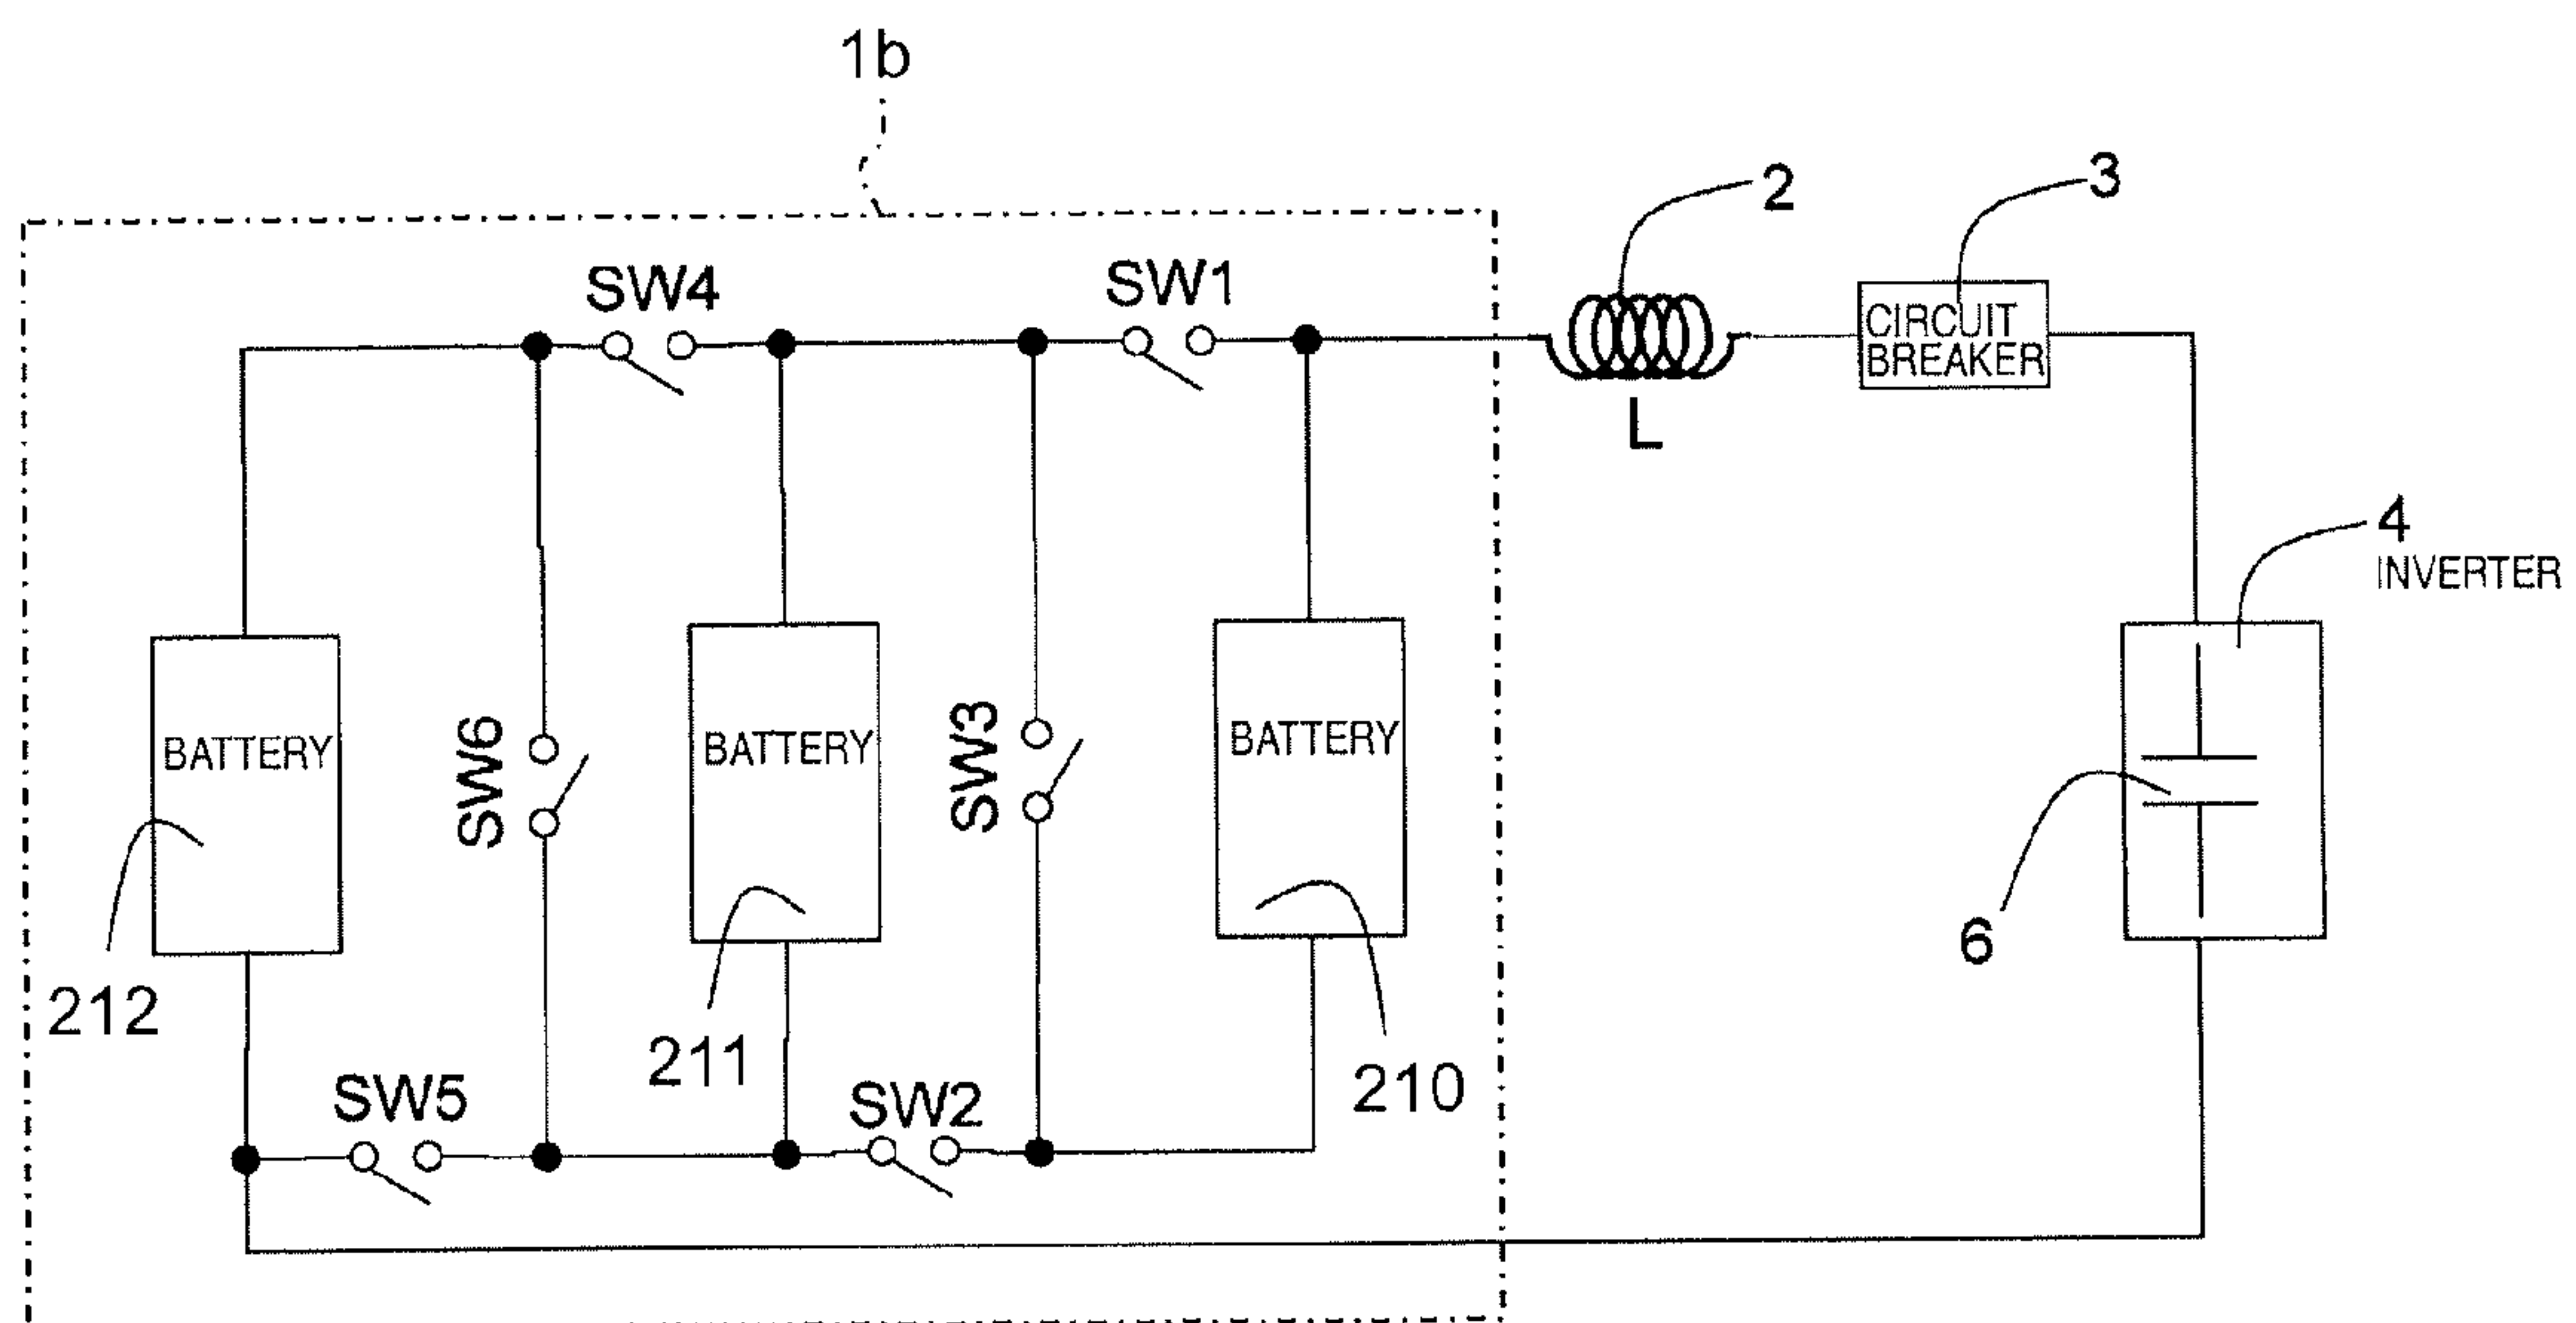 1b
2
3
SW4
SW1
CIRCUIT
BREAKER
L
4
INVERTER
BATTERY
SW6
BATTERY
SW3
BATTERY
6
212
211
210
SW5
SW2